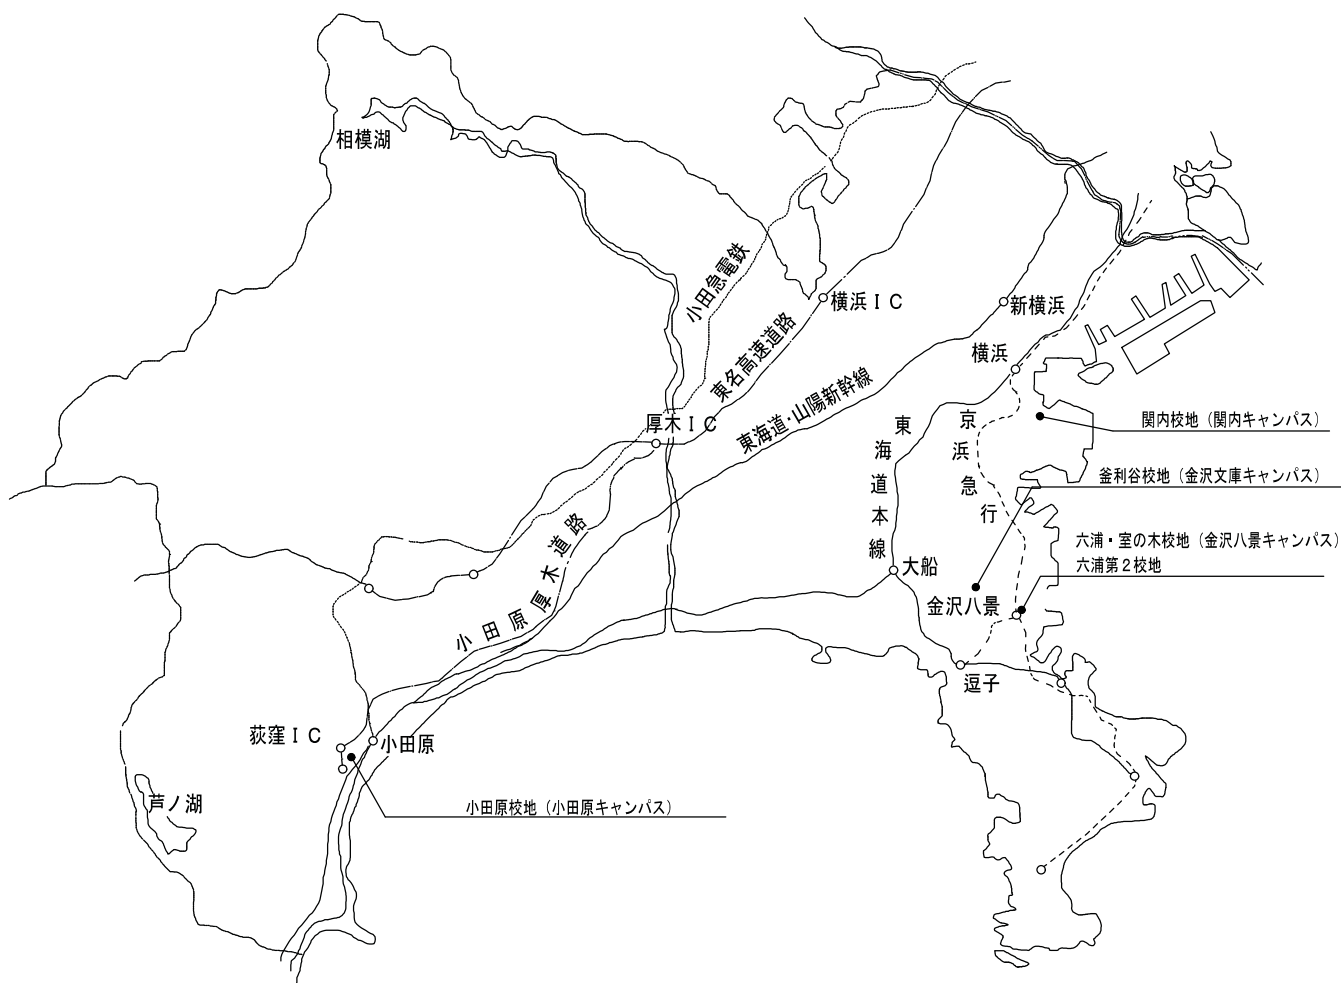 相模湖
小田急電鉄
横浜ＩＣ
新横浜
東名高速道路
横浜
東海道・山陽新幹線
厚木ＩＣ
東海道本線
京浜急行
関内校地（関内キャンパス）
釜利谷校地（金沢文庫キャンパス）
六浦・室の木校地（金沢八景キャンパス）
六浦第２校地
大船
金沢八景
小田原厚木道路
逗子
荻窪ＩＣ
小田原
芦ノ湖
小田原校地（小田原キャンパス）